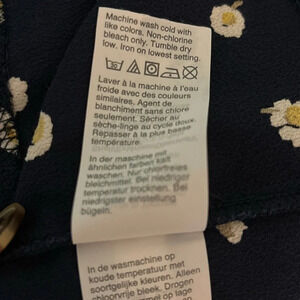 Machine wash cold with
like colors. Non-chlorine
bleach only. Tumble dry
low. Iron on lowest setting.
Laver à la machine à l'eau
froide avec des couleurs
similaires. Agent de
blanchiment sans chlore
seulement. Sécher au
sèche-linge au cycle doux.
Repasser à la plus basse
température.
In der maschine mit
ähnlichen farben kalt
waschen. Nur chlorfreies
bleichmittel. Bei niedriger
temperatur trocknen. Bei
niedrigster einstellung
bügeln.
In de wasmachine op
koude temperatuur met
soortgelijke kleuren. Alleen
chloorvrije bleek. Drogen